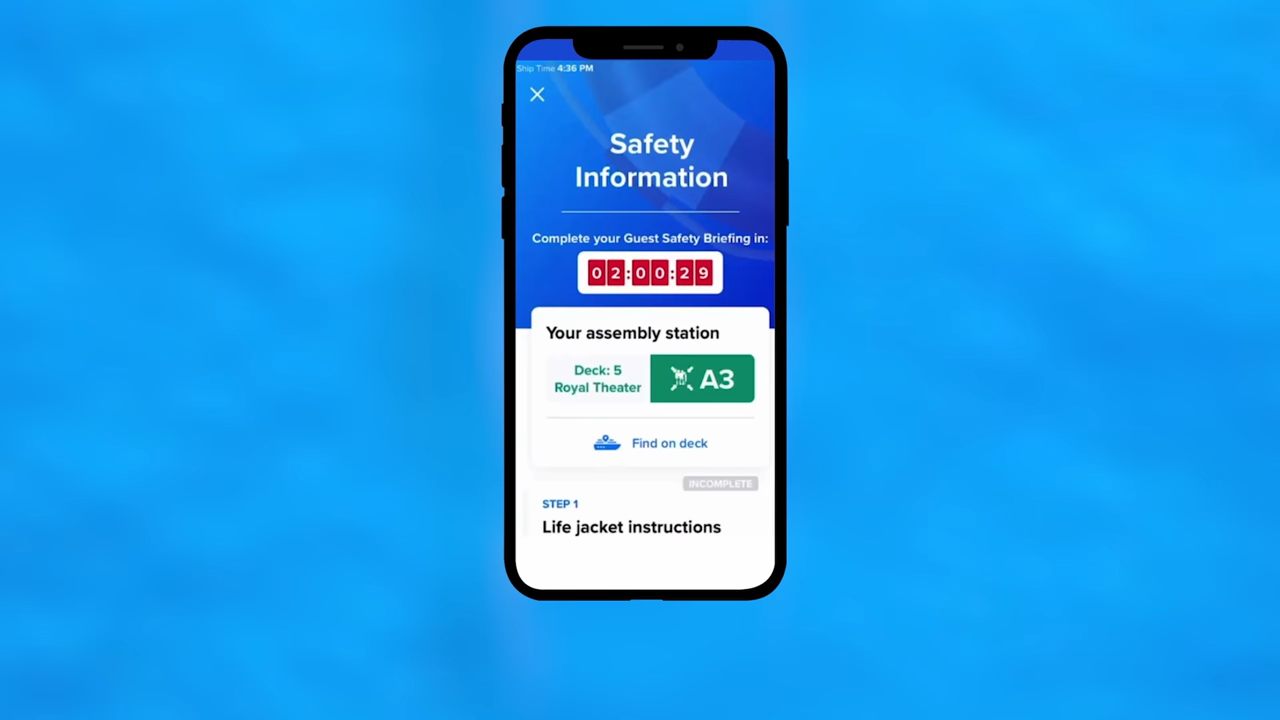 Ship Time 4:36 PM
Safety
Information
Complete your Guest Safety Briefing in:
02:00:29
Your assembly station
Deck: 5
Royal Theater
A3
Find on deck
INCOMPLETE
STEP 1
Life jacket instructions